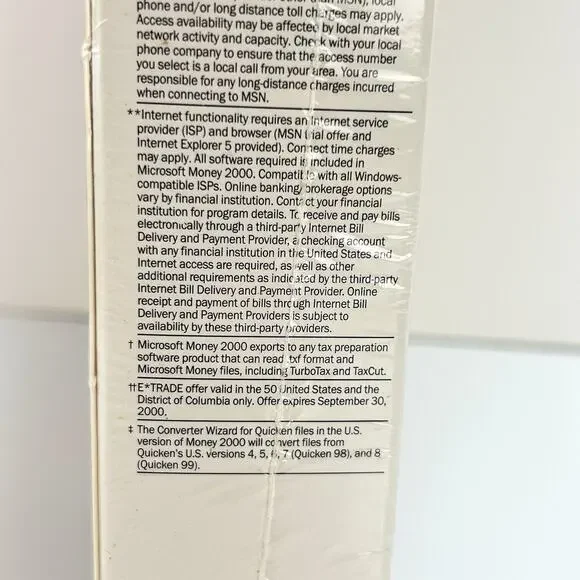 than MSN), local
phone and/or long distance toll charges may apply.
Access availability may be affected by local market
network activity and capacity. Check with your local
phone company to ensure that the access number
you select is a local call from your area. You are
responsible for any long-distance charges incurred
when connecting to MSN.
**Internet functionality requires an Internet service
provider (ISP) and browser (MSN trial offer and
Internet Explorer 5 provided). Connect time charges
may apply. All software required is included in
Microsoft Money 2000. Compatible with all Windows-
compatible ISPs. Online banking/brokerage options
vary by financial institution. Contact your financial
institution for program details. To receive and pay bills
electronically through a third-party Internet Bill
Delivery and Payment Provider, a checking account
with any financial institution in the United States and
Internet access are required, as well as other
additional requirements as indicated by the third-party
Internet Bill Delivery and Payment Provider. Online
receipt and payment of bills through Internet Bill
Delivery and Payment Providers is subject to
availability by these third-party providers.
† Microsoft Money 2000 exports to any tax preparation
software product that can read .txf format and
Microsoft Money files, including TurboTax and TaxCut.
††E*TRADE offer valid in the 50 United States and the
District of Columbia only. Offer expires September 30,
2000.
‡ The Converter Wizard for Quicken files in the U.S.
version of Money 2000 will convert files from
Quicken's U.S. versions 4, 5, 6, 7 (Quicken 98), and 8
(Quicken 99).